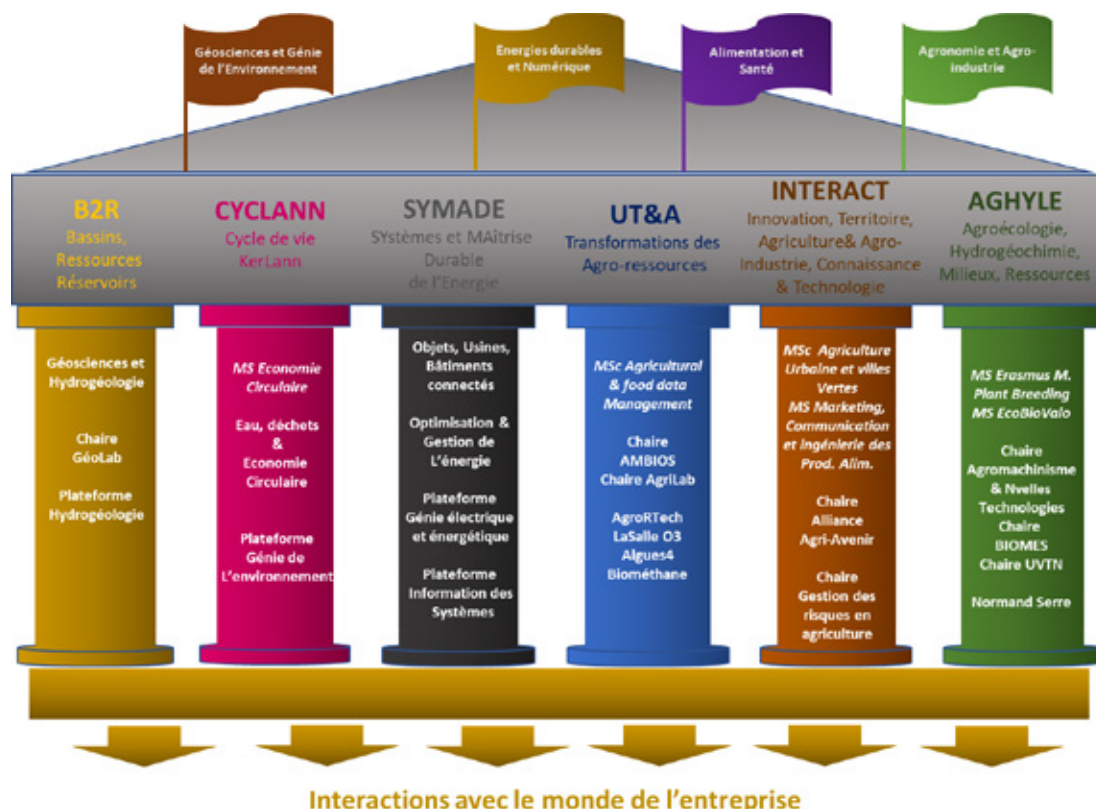 Géosciences et Génie
de l'Environnement
Energies durables
et Numérique
Alimentation et
Santé
Agronomie et Agro-
industrie
B2R
Bassins,
Ressources
Réservoirs
CYCLANN
Cycle de vie
KerLann
SYMADE
SYstèmes et MAîtrise
Durable
de l'Energie
UT&A
Transformations des
Agro-ressources
INTERACT
Innovation, Territoire,
Agriculture& Agro-
Industrie, Connaissance
& Technologie
AGHYLE
Agroécologie,
Hydrogéochimie,
Milieux, Ressources
Géosciences et
Hydrogéologie
Chaire
GéoLab
Plateforme
Hydrogéologie
MS Economie
Circulaire
Eau, déchets
&
Economie
Circulaire
Plateforme
Génie de
L'environnement
Objets, Usines,
Bâtiments
connectés
Optimisation &
Gestion de
L'énergie
Plateforme
Génie électrique
et énergétique
Plateforme
Information des
Systèmes
MSc Agricultural
& food data
Management
Chaire
AMBIOS
Chaire AgriLab
AgroRTech
LaSalle O3
Algues4
Biométhane
MSc Agriculture
Urbaine et villes
Vertes
MS Marketing,
Communication
et Ingénierie des
Prod. Alim.
Chaire
Alliance
Agri-Avenir
Chaire
Gestion des
risques en
agriculture
MS Erasmus M.
Plant Breeding
MS EcoBioValo
Chaire
Agromachinisme
& Nvelles
Technologies
Chaire
BIOMES
Chaire UVTN
Normand Serre
Interactions avec le monde de l'entreprise